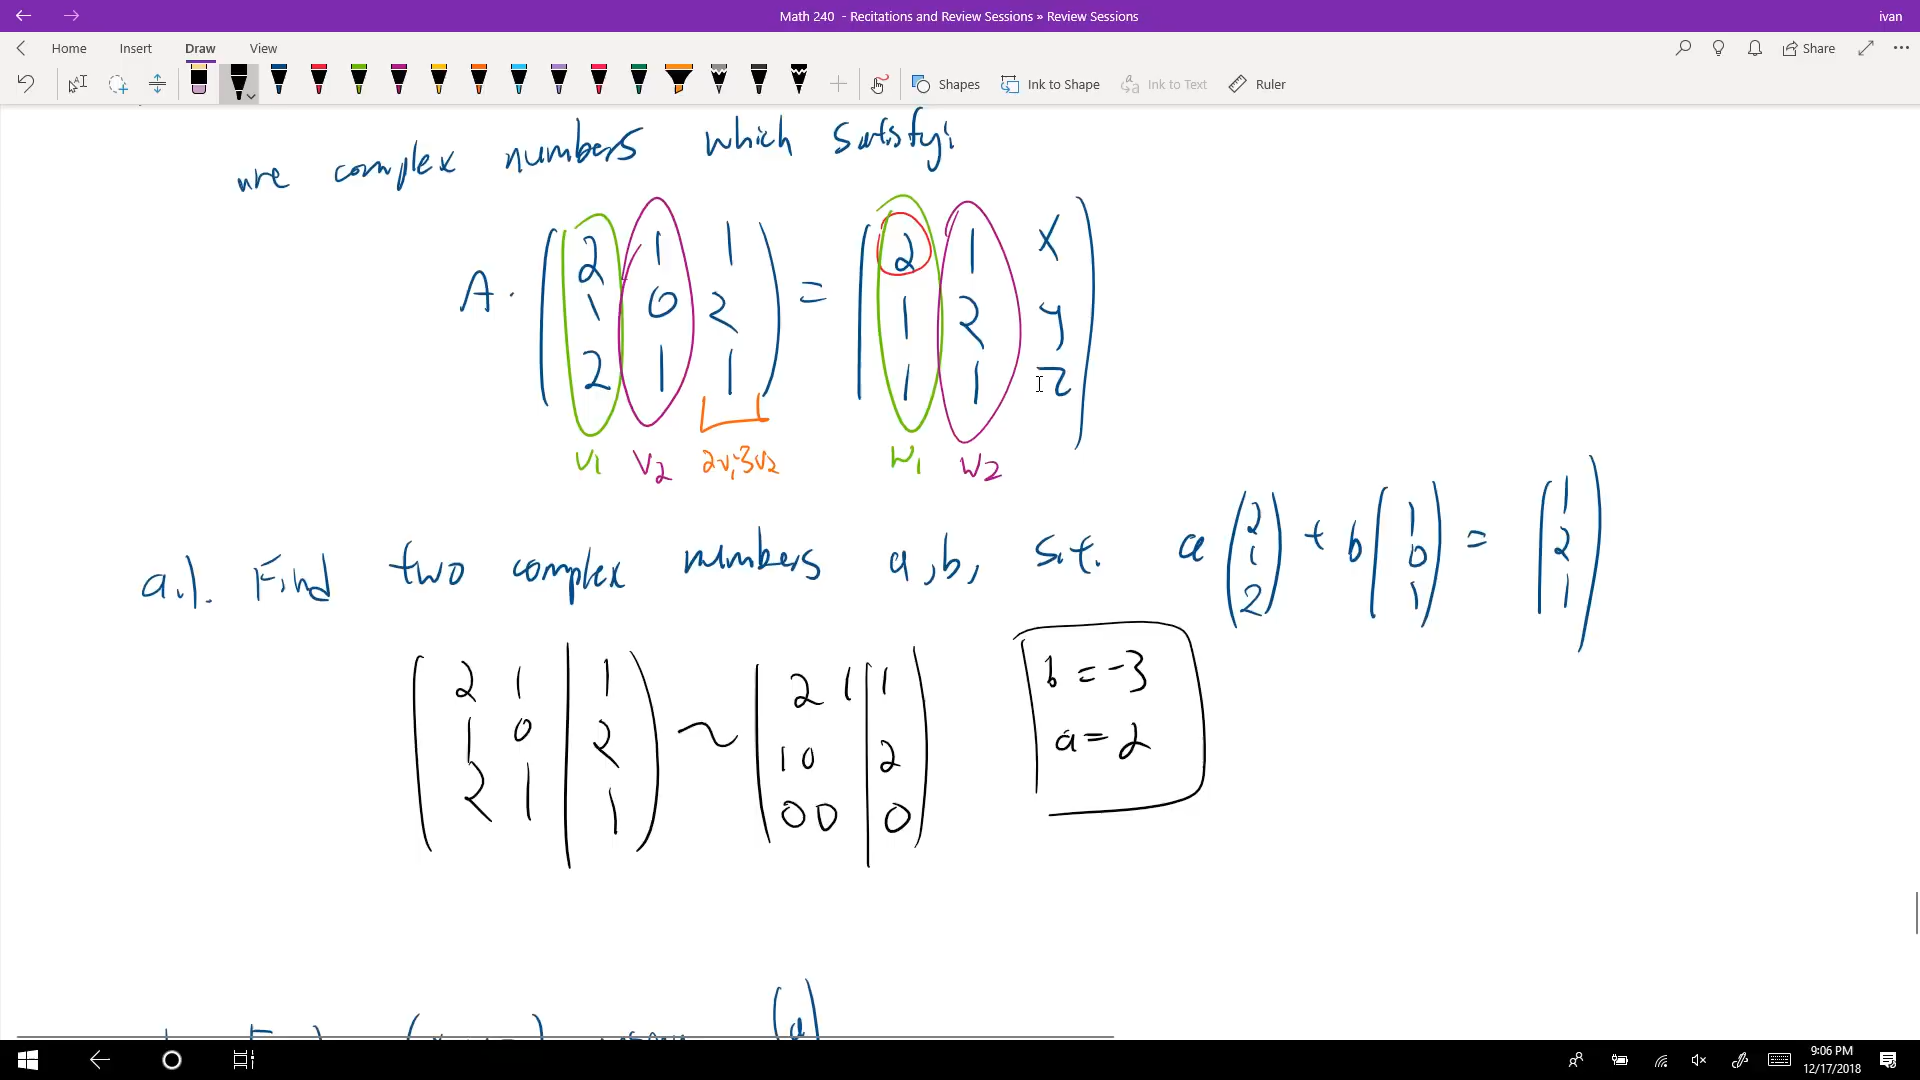 Math 240 - Recitations and Review Sessions » Review Sessions
ivan
Home Insert Draw View
Share
Shapes Ink to Shape Ink to Text Ruler
are complex numbers which satisfy:
A · ( 2 1 1 ) = ( 2 1 x )
1 0 2 1 2 y
2 1 1 1 1 z
v1 v2 2v1-3v2 w1 w2
a.). Find two complex numbers a,b, s.t. a (2 1 2) + b (1 0 1) = (1 2 1)
( 2 1 | 1 ) ~ ( 2 1 | 1 )
1 0 | 2 1 0 | 2
2 1 | 1 0 0 | 0
b = -3
a = 2
(a)
9:06 PM
12/17/2018